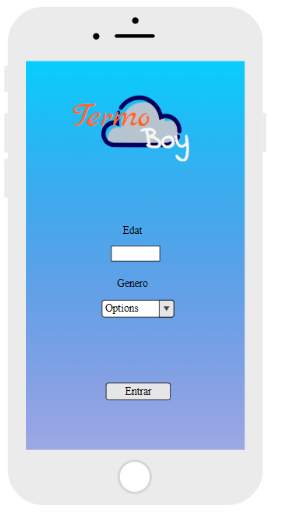 Termo
Boy
Edat
Genero
Options
Entrar